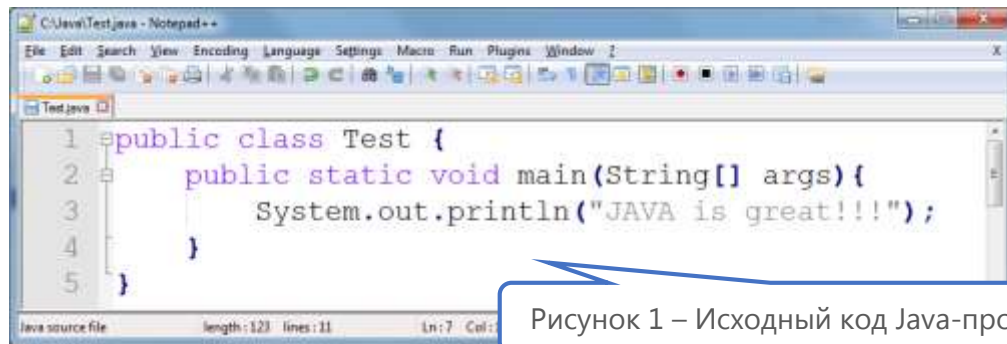 C:\Java\Test.java - Notepad++
File Edit Search View Encoding Language Settings Macro Run Plugins Window ?
X
Test.java
1 public class Test {
2 public static void main(String[] args){
3 System.out.println("JAVA is great!!!");
4 }
5 }
Java source file length : 123 lines : 11 Ln : 7 Col :
Рисунок 1 – Исходный код Java-про